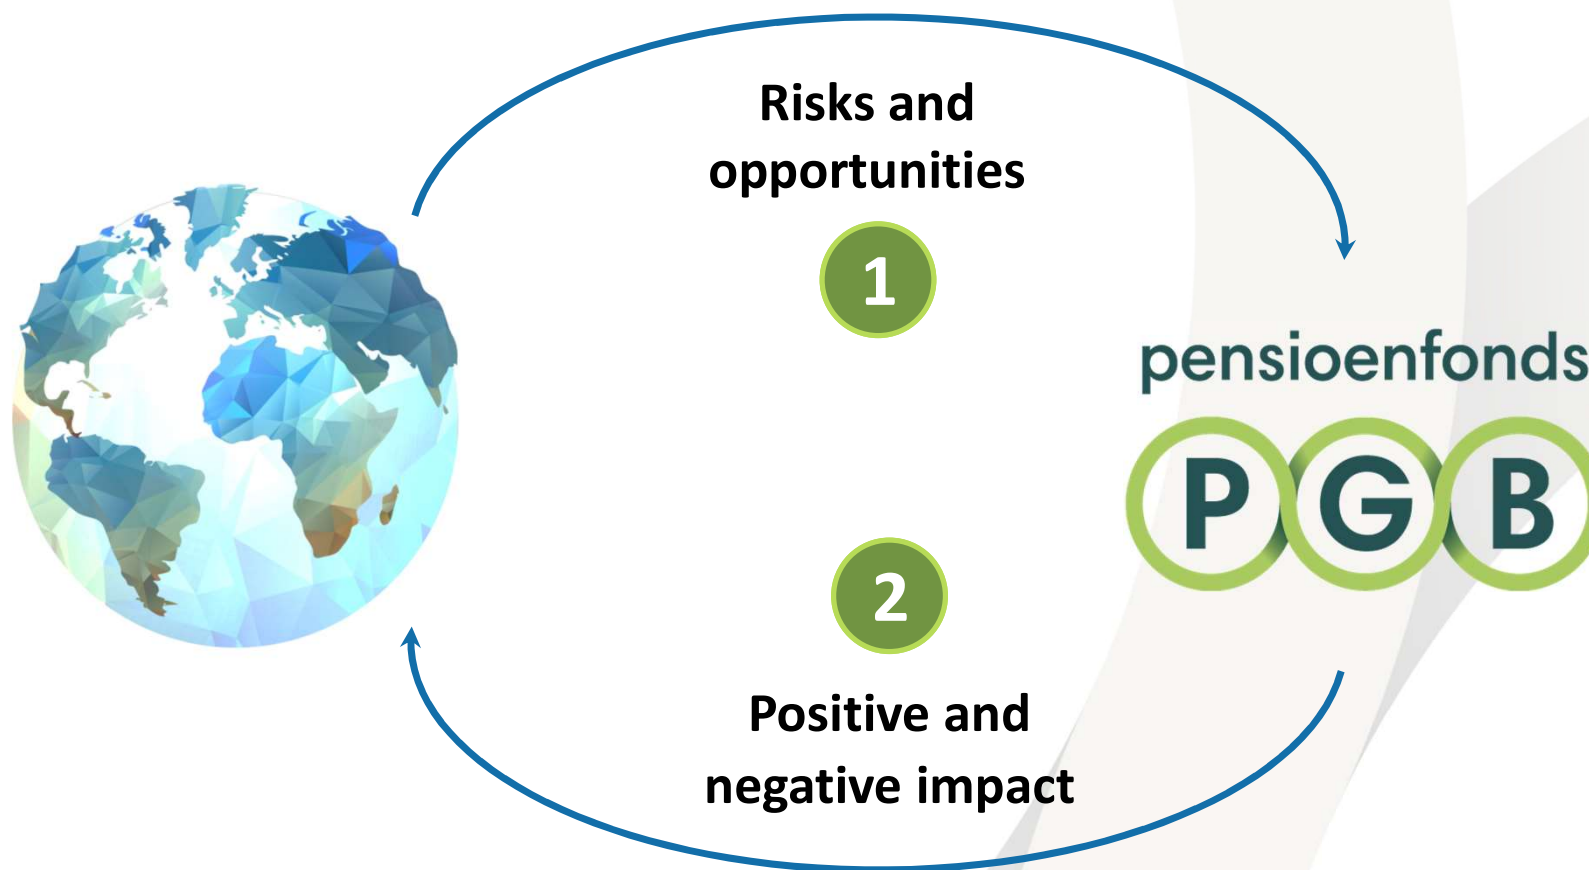 Risks and
opportunities
1
pensioenfonds
PGB
2
Positive and
negative impact